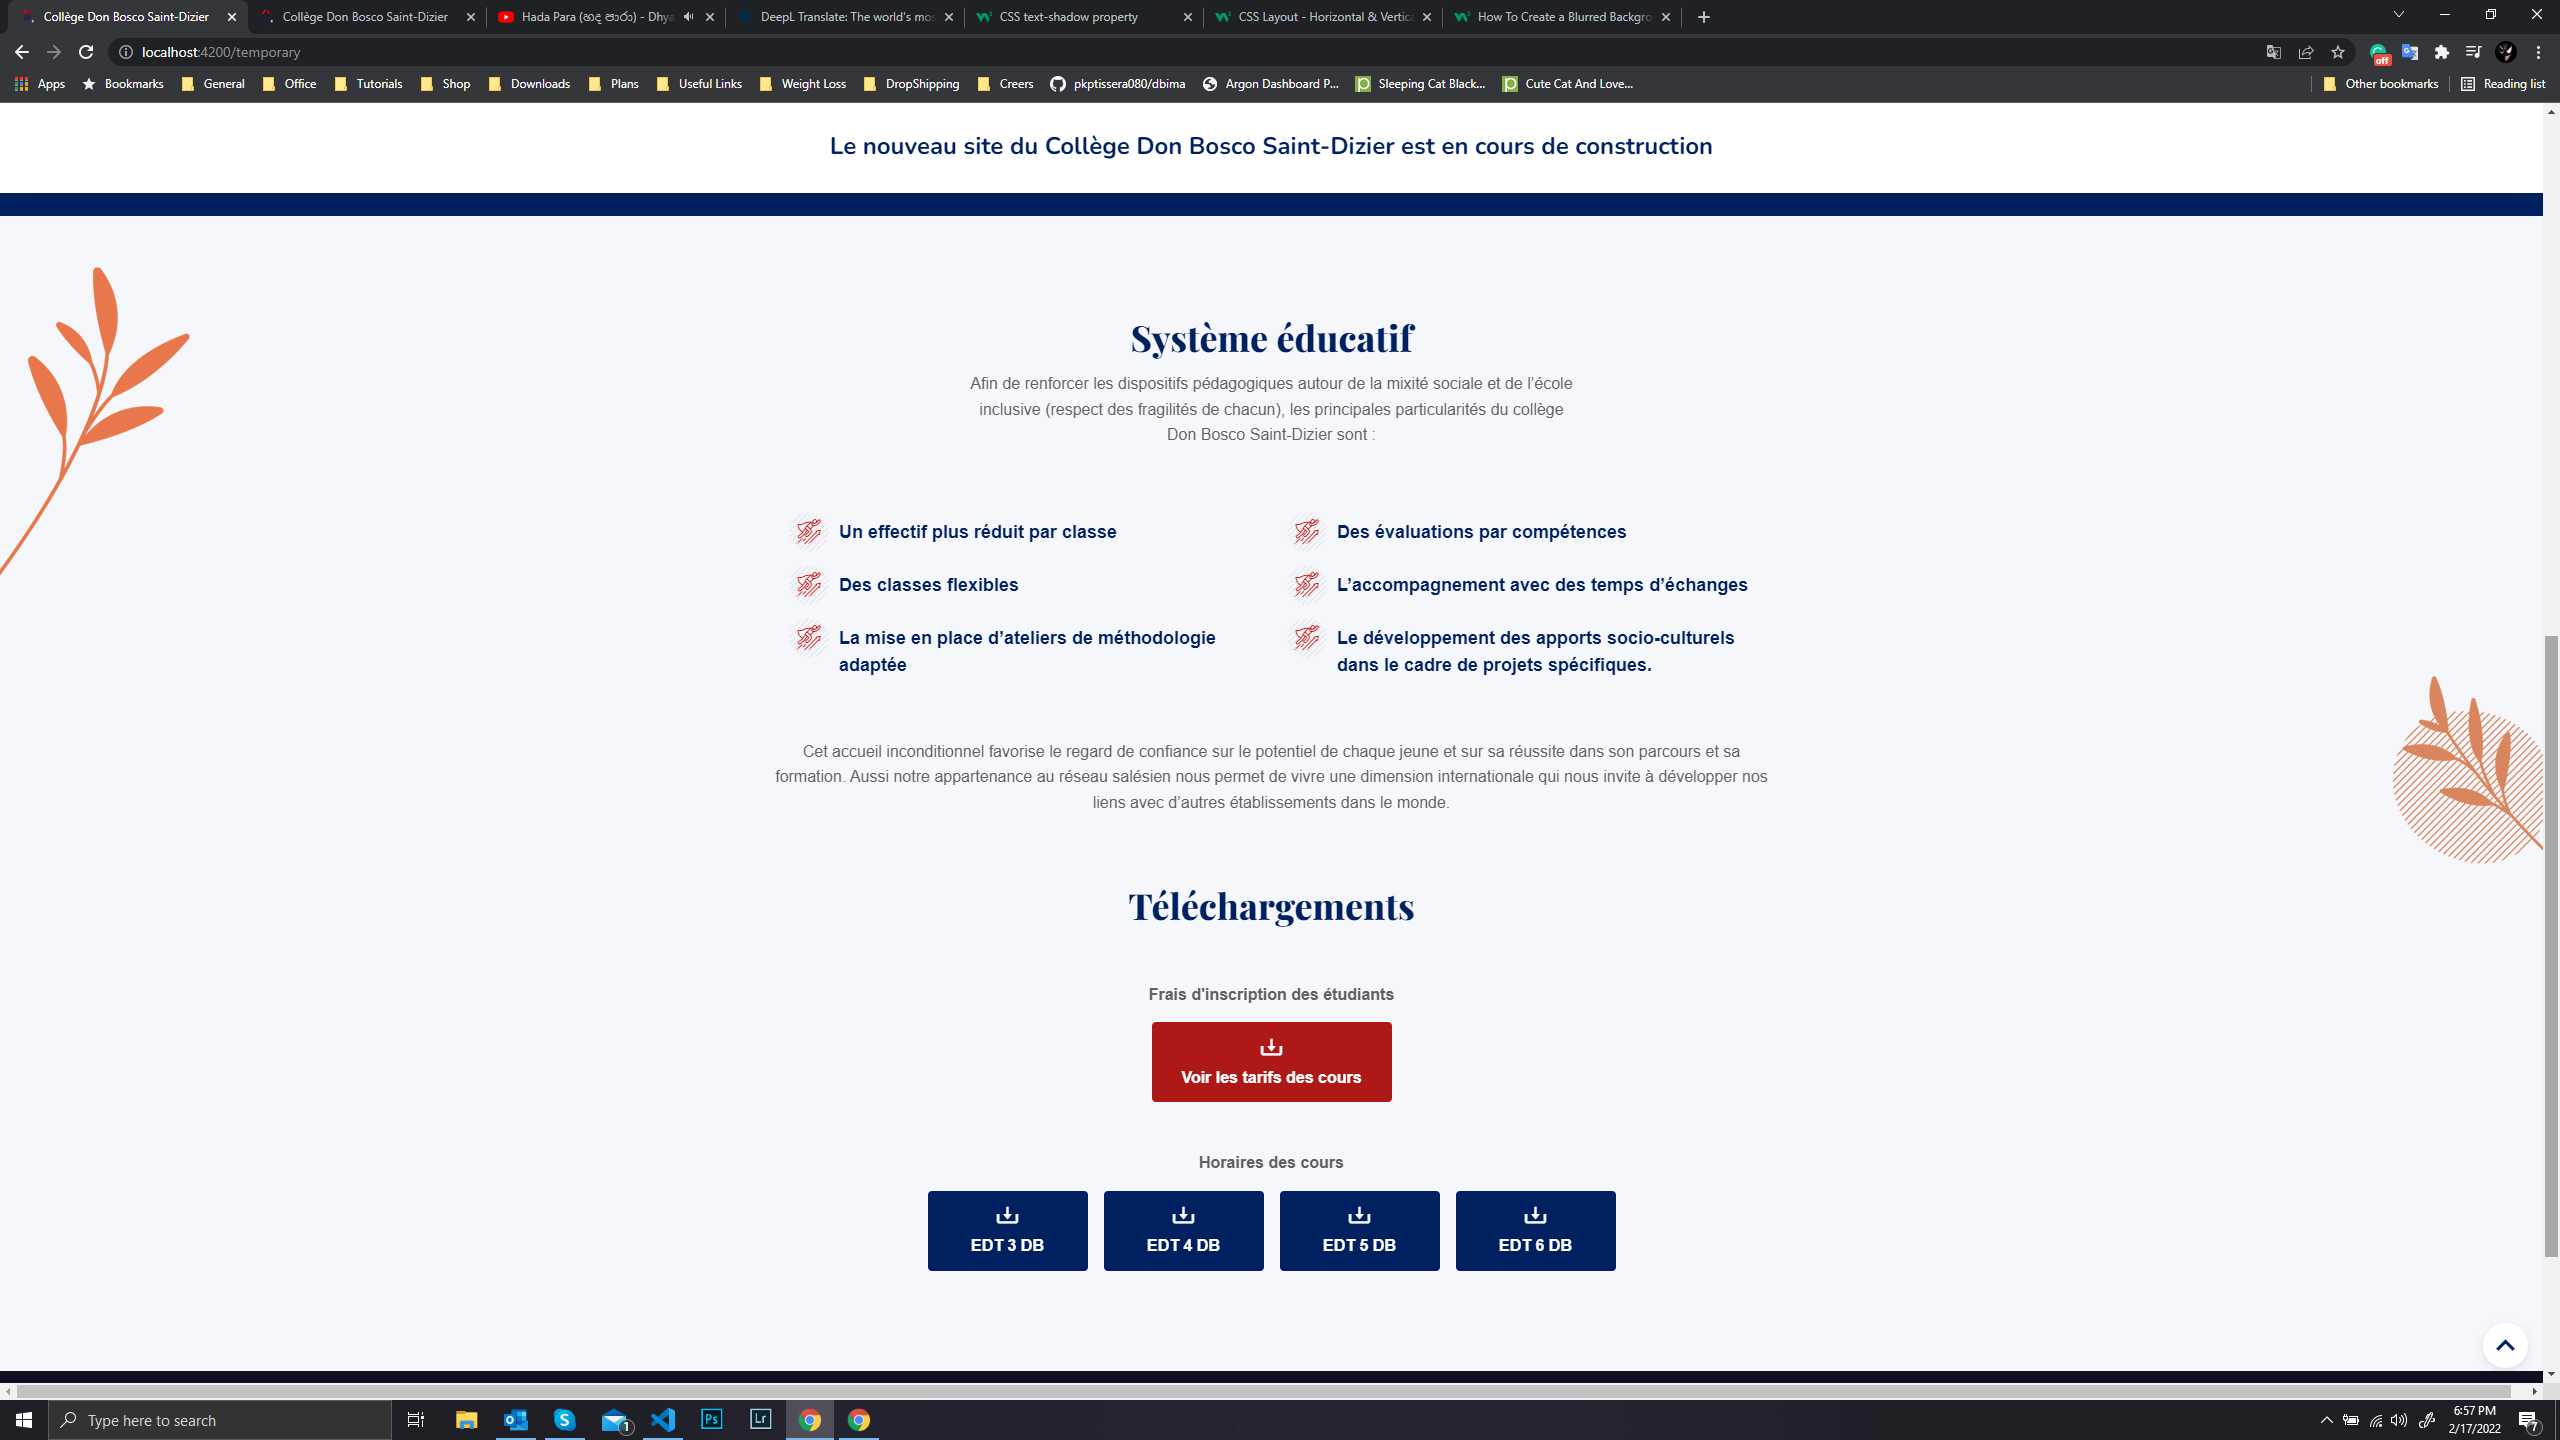 Collège Don Bosco Saint-Dizier
Collège Don Bosco Saint-Dizier
Hada Para (හද පාරා) - Dhya
DeepL Translate: The world's mos
CSS text-shadow property
CSS Layout - Horizontal & Vertica
How To Create a Blurred Backgro
localhost:4200/temporary
off
Apps
Bookmarks
General
Office
Tutorials
Shop
Downloads
Plans
Useful Links
Weight Loss
DropShipping
Creers
pkptissera080/dbima
Argon Dashboard P...
Sleeping Cat Black...
Cute Cat And Love...
Other bookmarks
Reading list
Le nouveau site du Collège Don Bosco Saint-Dizier est en cours de construction
Système éducatif
Afin de renforcer les dispositifs pédagogiques autour de la mixité sociale et de l’école
inclusive (respect des fragilités de chacun), les principales particularités du collège
Don Bosco Saint-Dizier sont :
Un effectif plus réduit par classe
Des évaluations par compétences
Des classes flexibles
L’accompagnement avec des temps d’échanges
La mise en place d’ateliers de méthodologie
adaptée
Le développement des apports socio-culturels
dans le cadre de projets spécifiques.
Cet accueil inconditionnel favorise le regard de confiance sur le potentiel de chaque jeune et sur sa réussite dans son parcours et sa
formation. Aussi notre appartenance au réseau salésien nous permet de vivre une dimension internationale qui nous invite à développer nos
liens avec d’autres établissements dans le monde.
Téléchargements
Frais d'inscription des étudiants
Voir les tarifs des cours
Horaires des cours
EDT 3 DB
EDT 4 DB
EDT 5 DB
EDT 6 DB
Type here to search
1
Ps
Lr
6:57 PM
2/17/2022
7